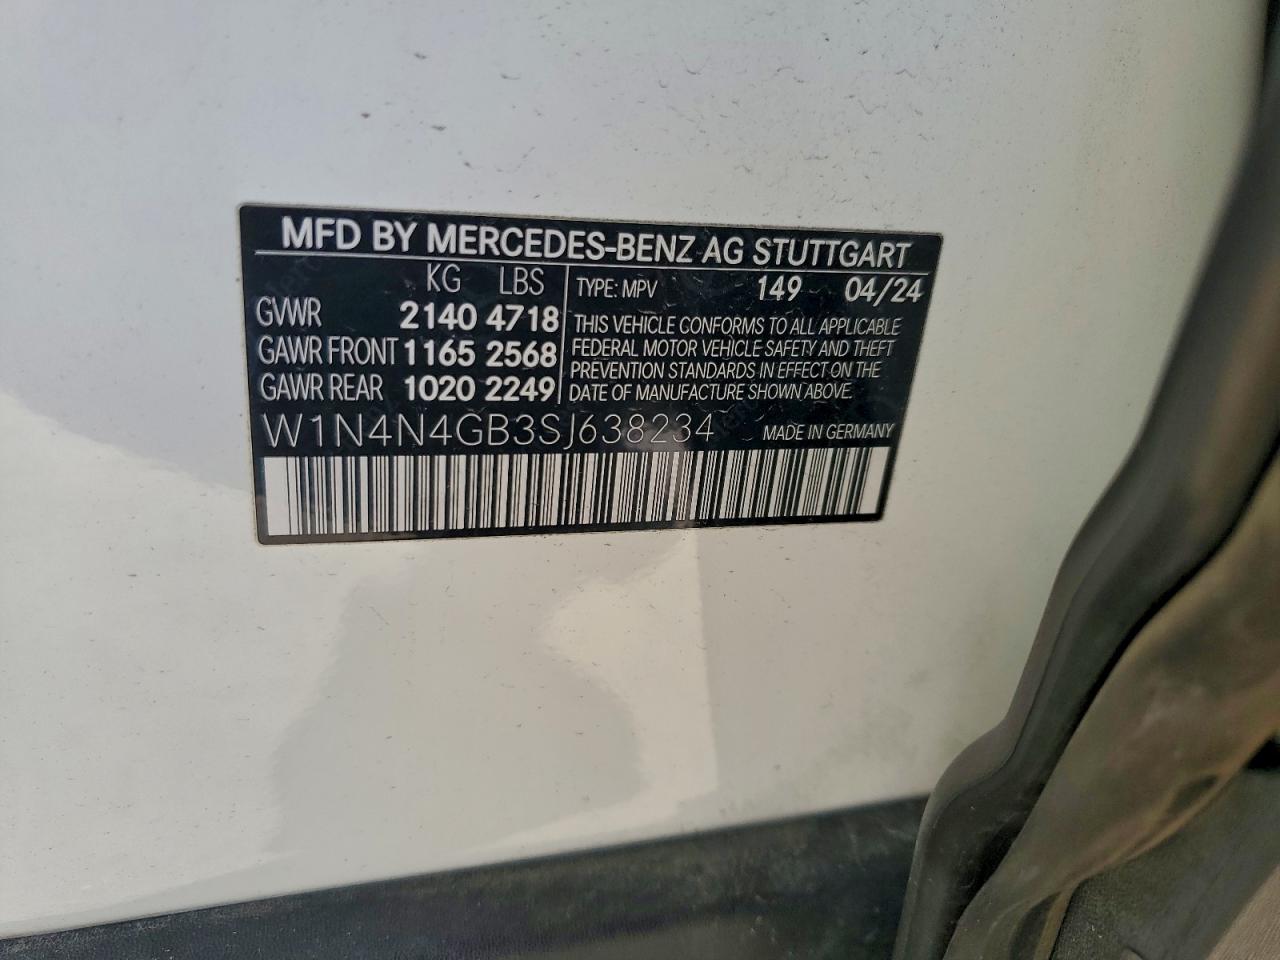 MFD BY MERCEDES-BENZ AG STUTTGART
KG LBS
GVWR 2140 4718
GAWR FRONT 1165 2568
GAWR REAR 1020 2249
TYPE: MPV 149 04/24
THIS VEHICLE CONFORMS TO ALL APPLICABLE
FEDERAL MOTOR VEHICLE SAFETY AND THEFT
PREVENTION STANDARDS IN EFFECT ON THE
DATE OF MANUFACTURE SHOWN ABOVE.
W1N4N4GB3SJ638234 MADE IN GERMANY